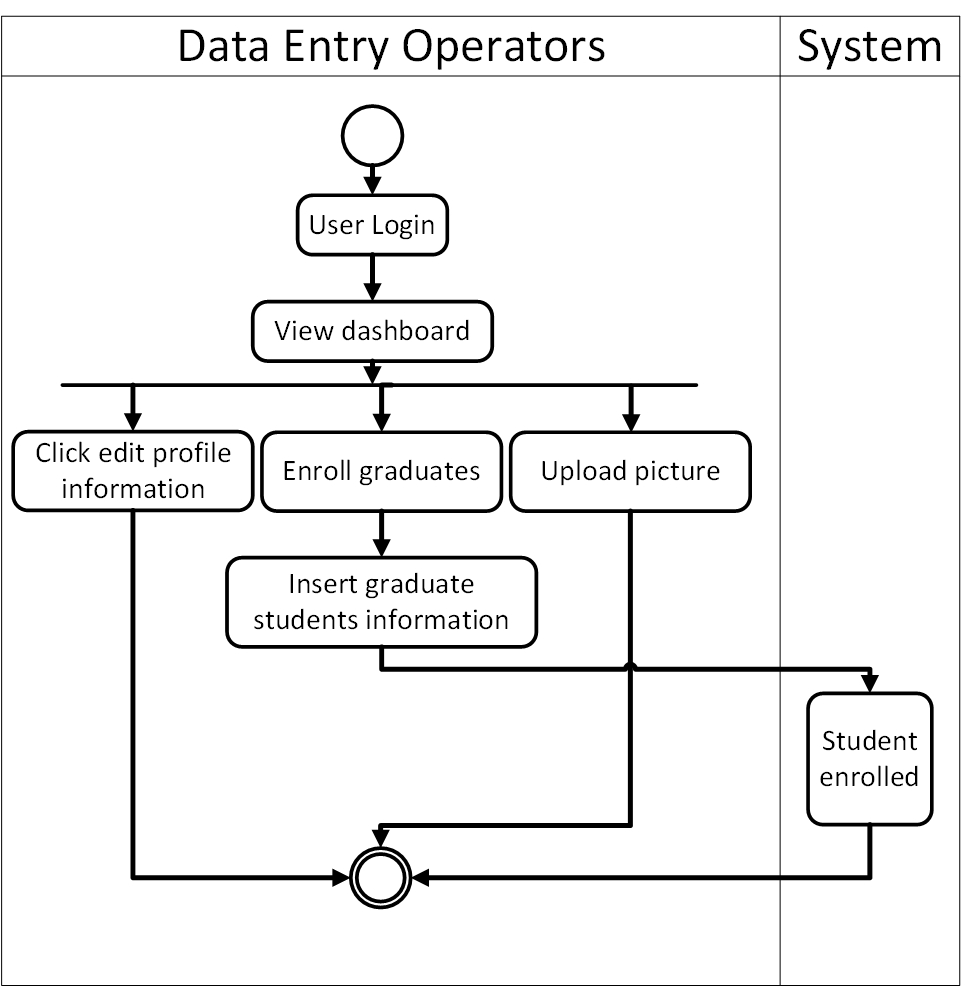 Data Entry Operators
System
User Login
View dashboard
Click edit profile
information
Enroll graduates
Upload picture
Insert graduate
students information
Student
enrolled